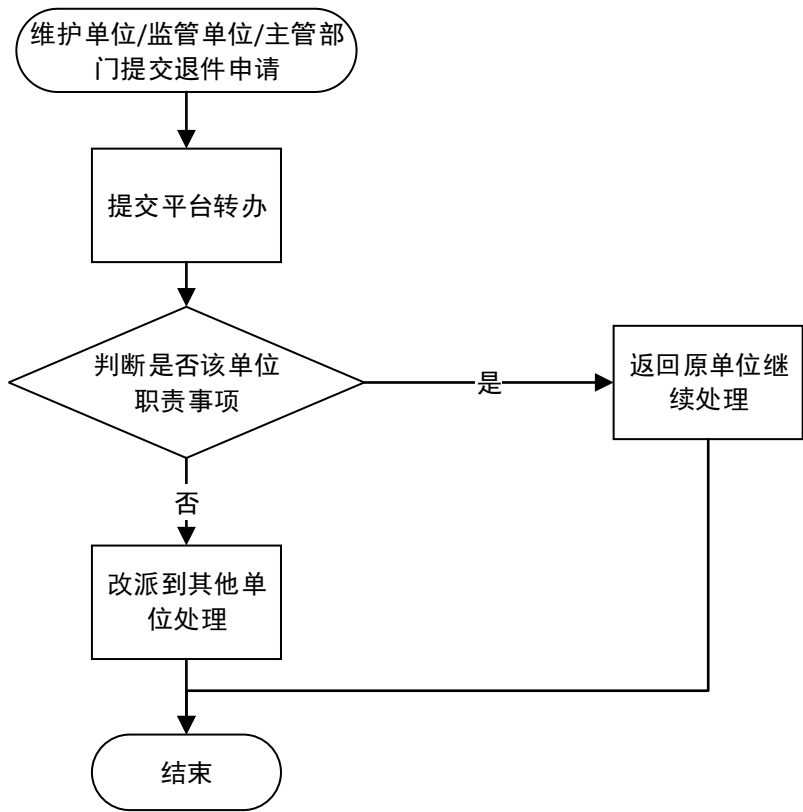 维护单位/监管单位/主管部
门提交退件申请
提交平台转办
判断是否该单位
职责事项
是
返回原单位继
续处理
否
改派到其他单
位处理
结束